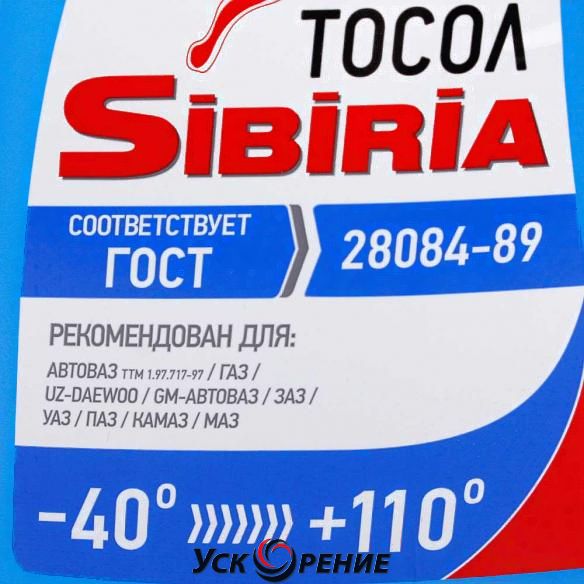 ТОСОЛ
SiBiRiA
СООТВЕТСТВУЕТ
ГОСТ
28084-89
РЕКОМЕНДОВАН ДЛЯ:
АВТОВАЗ ТТМ 1.97.717-97 / ГАЗ /
UZ-DAEWOO / GM-АВТОВАЗ / ЗАЗ /
УАЗ / ПАЗ / КАМАЗ / МАЗ
-40° +110°
УСКОРЕНИЕ